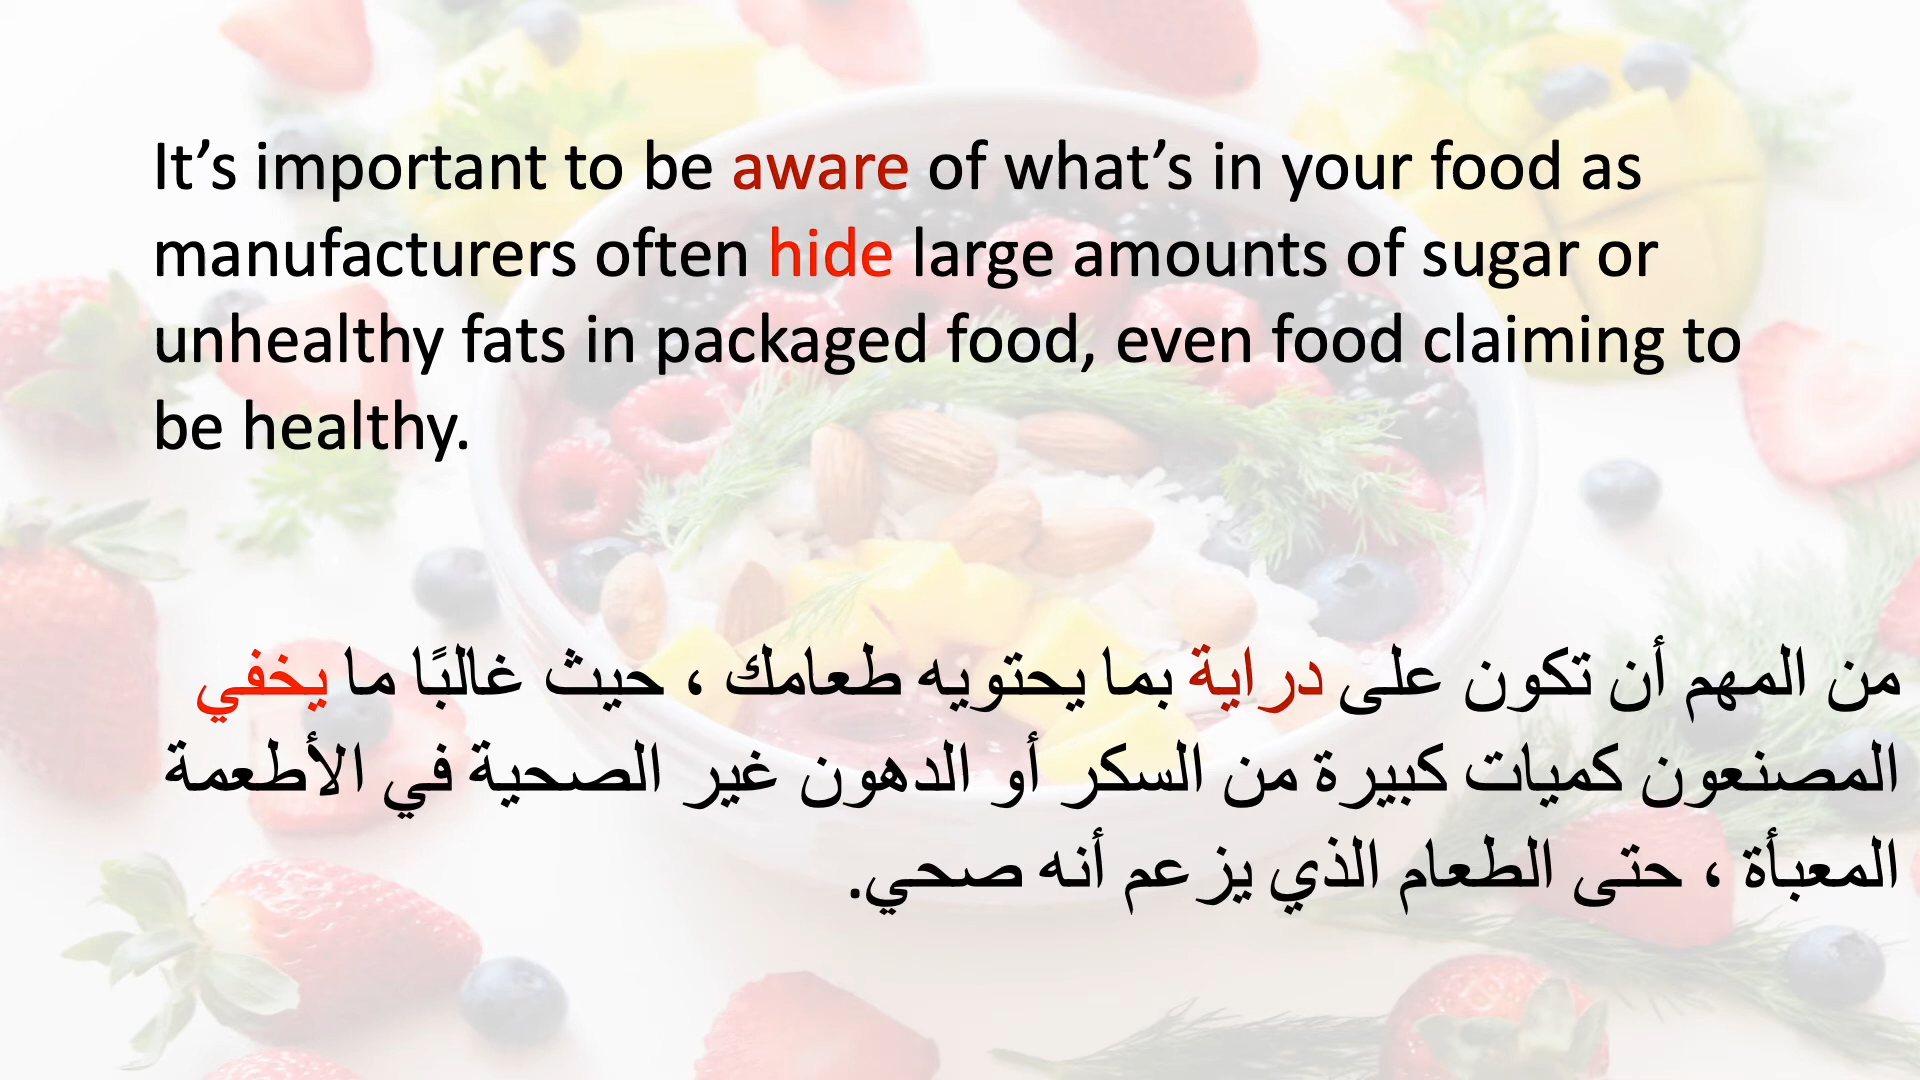 It’s important to be aware of what’s in your food as
manufacturers often hide large amounts of sugar or
unhealthy fats in packaged food, even food claiming to
be healthy.
من المهم أن تكون على دراية بما يحتويه طعامك ، حيث غالبًا ما يخفي
المصنعون كميات كبيرة من السكر أو الدهون غير الصحية في الأطعمة
المعبأة ، حتى الطعام الذي يزعم أنه صحي.